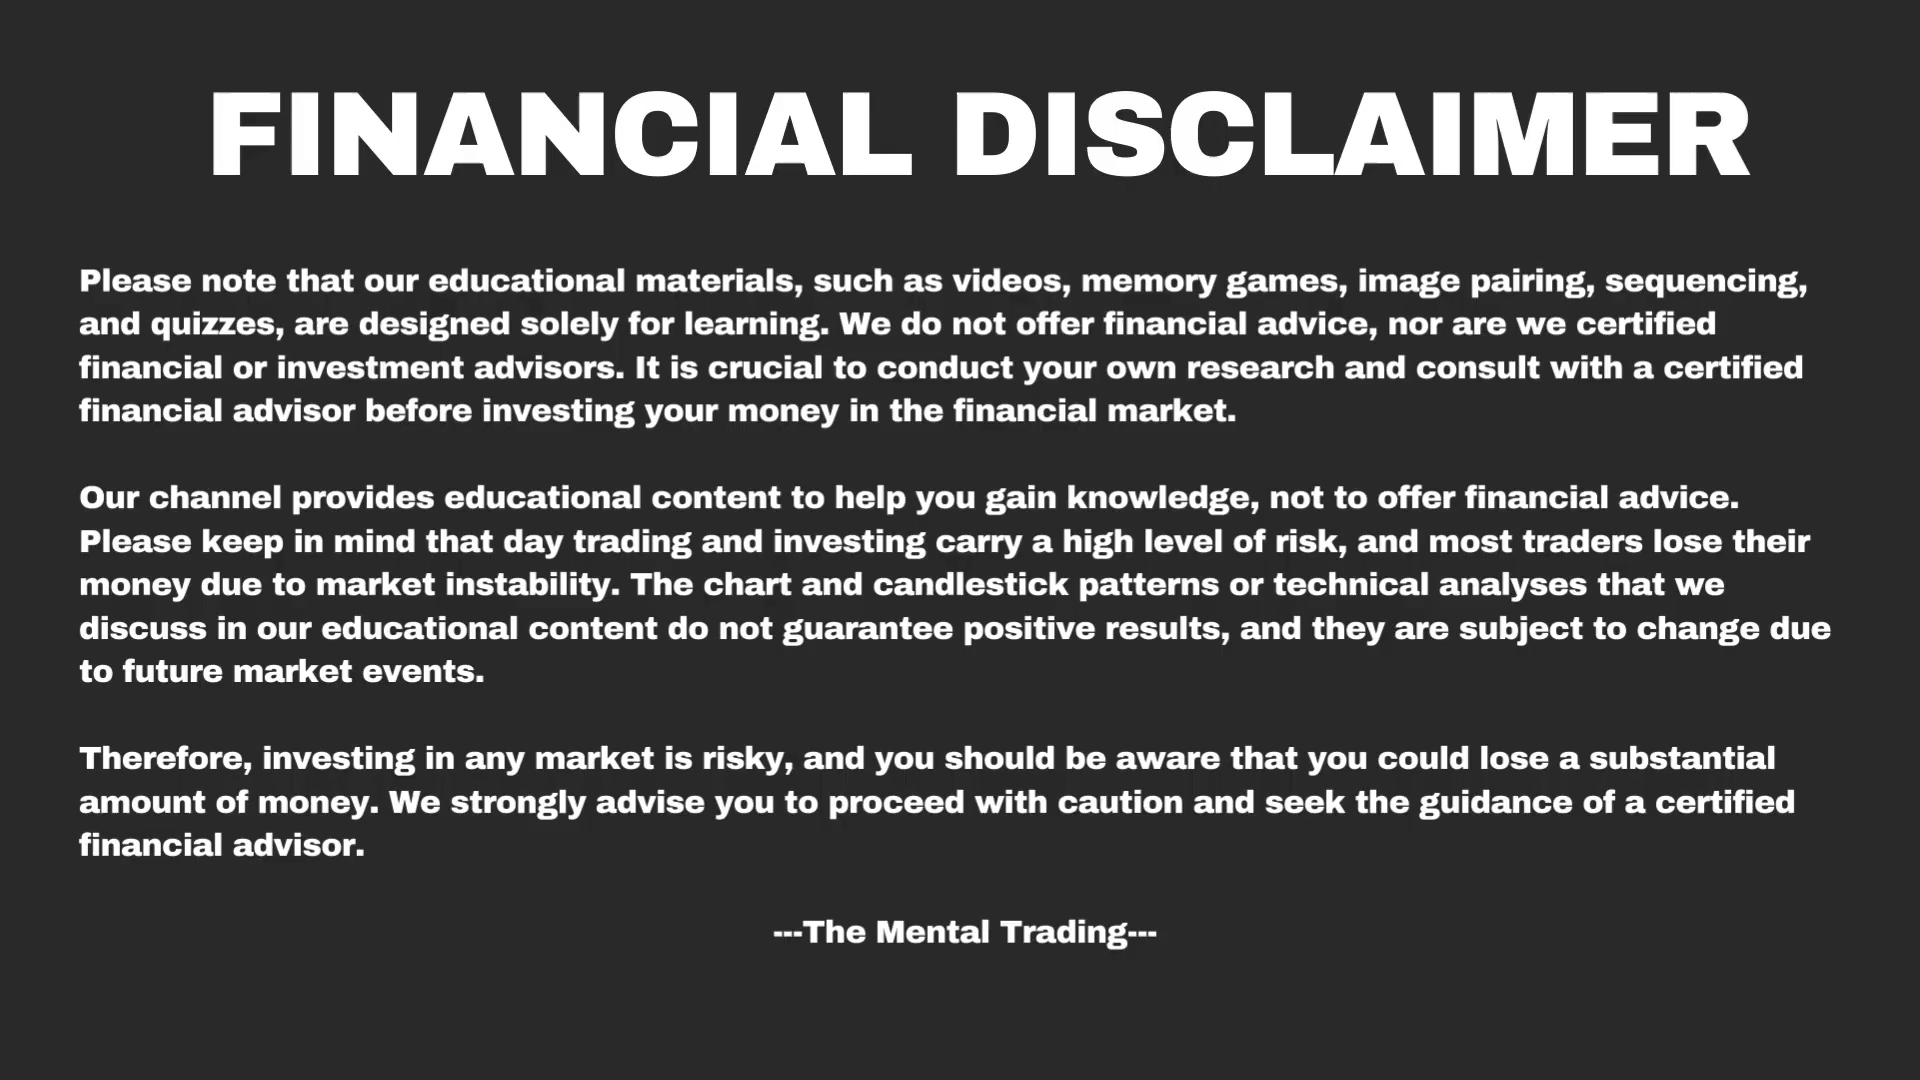 FINANCIAL DISCLAIMER
Please note that our educational materials, such as videos, memory games, image pairing, sequencing,
and quizzes, are designed solely for learning. We do not offer financial advice, nor are we certified
financial or investment advisors. It is crucial to conduct your own research and consult with a certified
financial advisor before investing your money in the financial market.
Our channel provides educational content to help you gain knowledge, not to offer financial advice.
Please keep in mind that day trading and investing carry a high level of risk, and most traders lose their
money due to market instability. The chart and candlestick patterns or technical analyses that we
discuss in our educational content do not guarantee positive results, and they are subject to change due
to future market events.
Therefore, investing in any market is risky, and you should be aware that you could lose a substantial
amount of money. We strongly advise you to proceed with caution and seek the guidance of a certified
financial advisor.
---The Mental Trading---